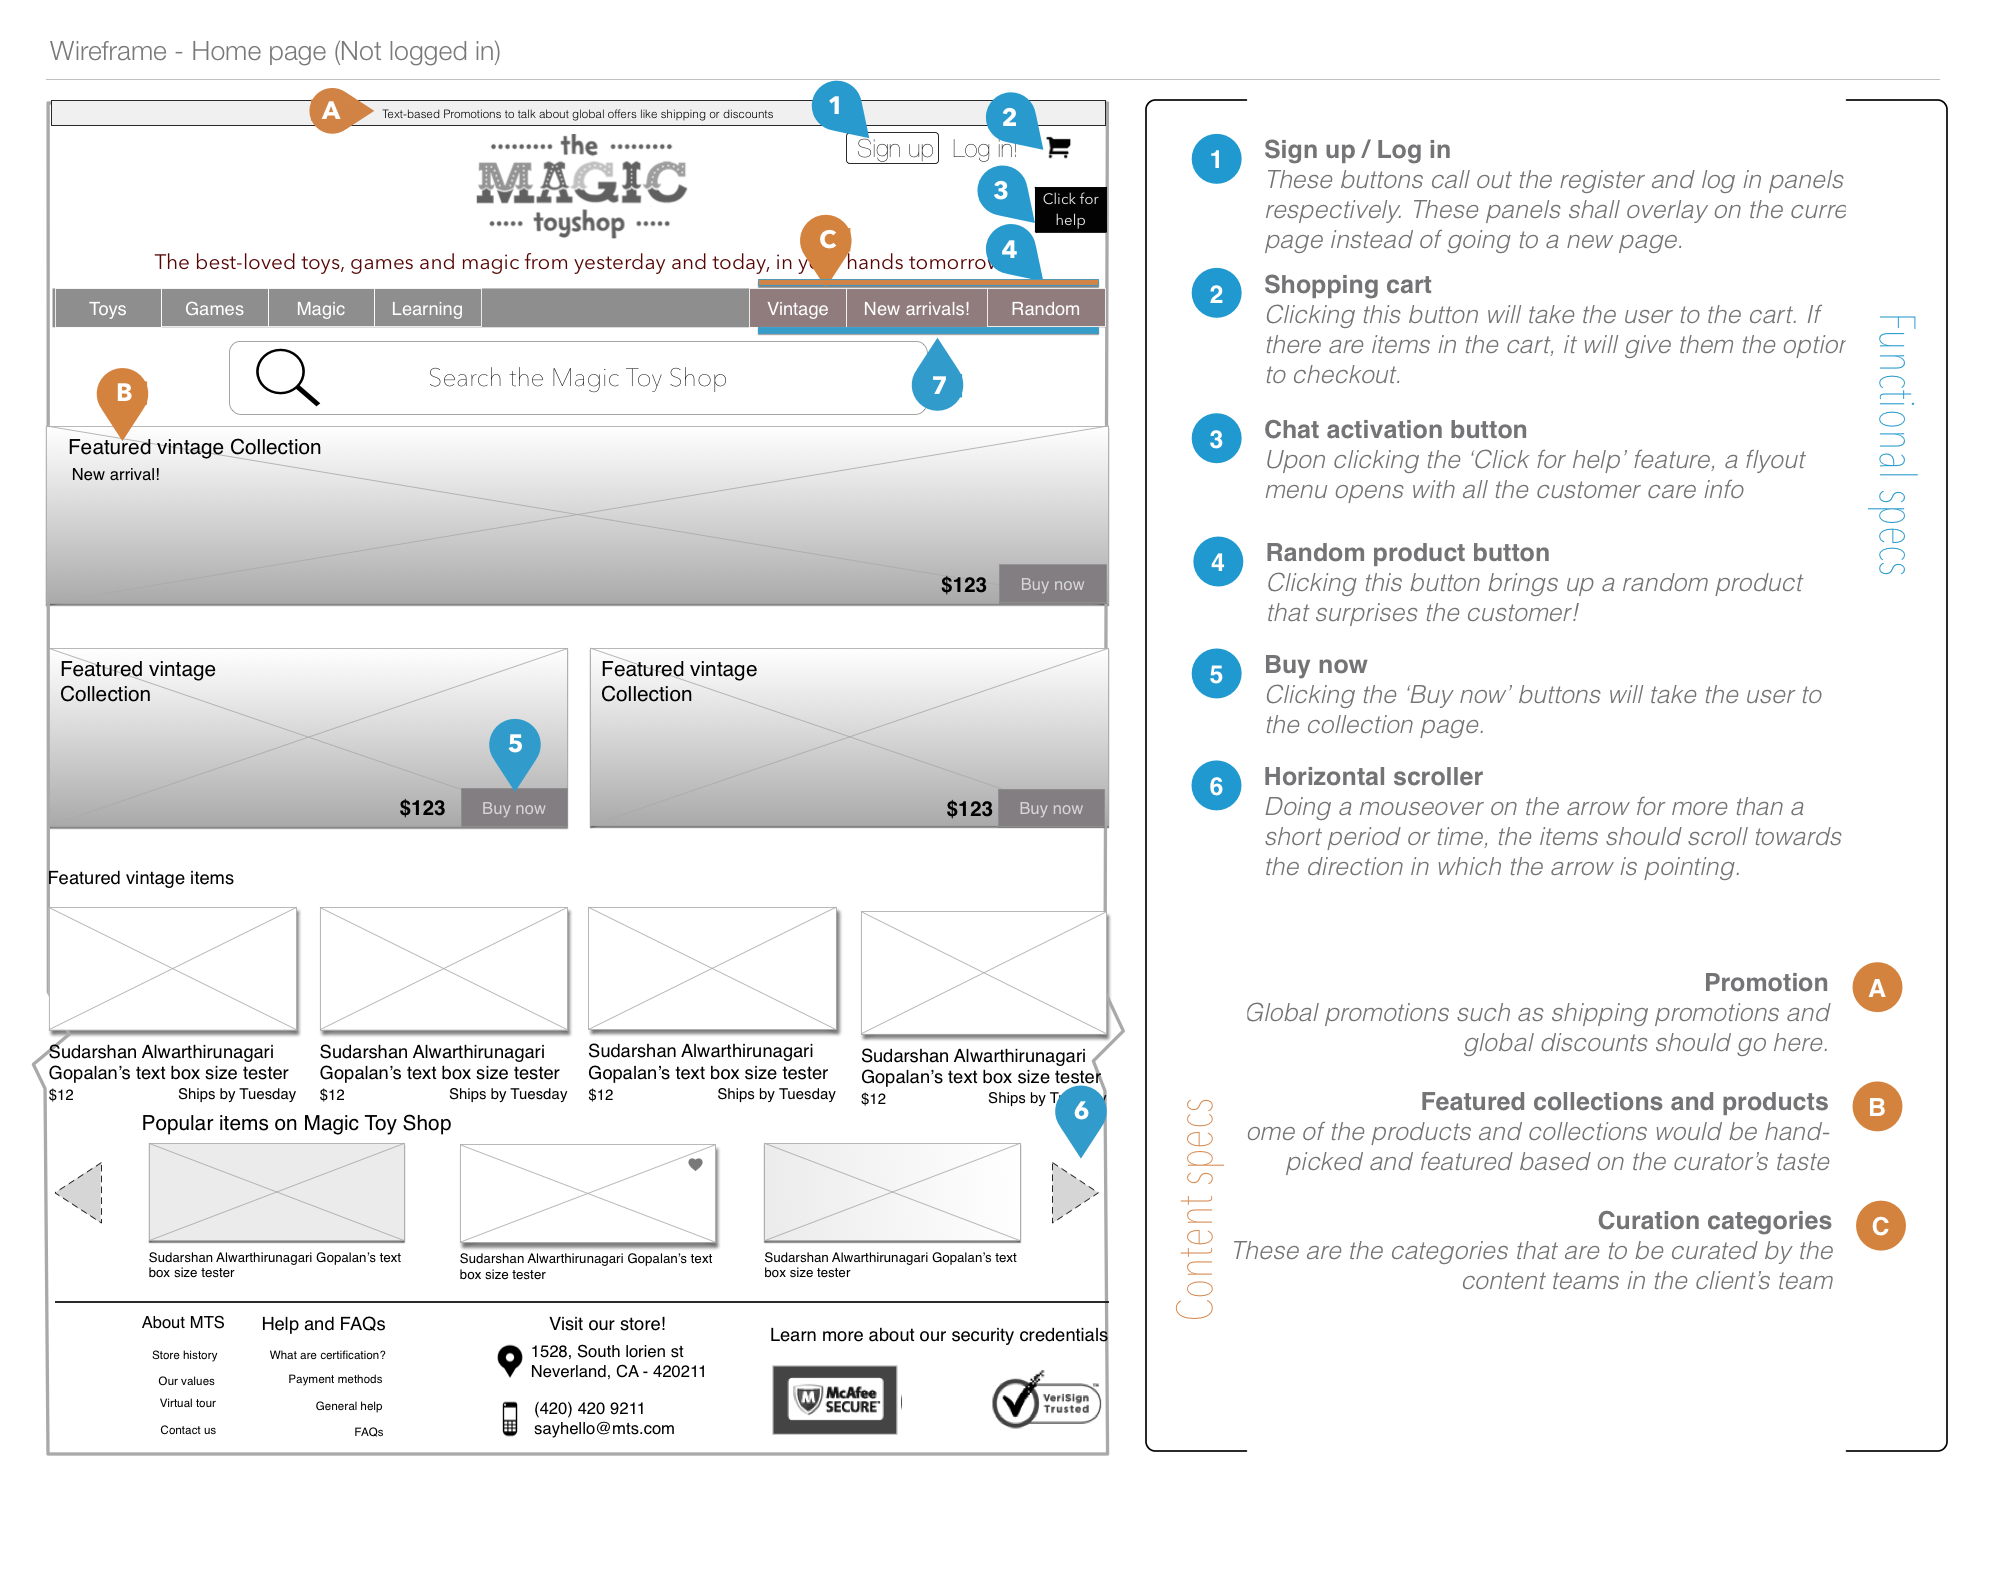 Wireframe - Home page (Not logged in)
A
Text-based Promotions to talk about global offers like shipping or discounts
1
2
the
MAGIC
toyshop
Sign up
Log in!
3
Click for
help
C
4
The best-loved toys, games and magic from yesterday and today, in hands
Toys
Games
Magic
Learning
Vintage
New arrivals!
Random
Search the Magic Toy Shop
7
B
Featured vintage Collection
New arrival!
$123
Buy now
Featured vintage
Collection
5
$123
Buy now
Featured vintage
Collection
$123
Buy now
Featured vintage items
Sudarshan Alwarthirunagari
Gopalan's text box size tester
$12 Ships by Tuesday
Sudarshan Alwarthirunagari
Gopalan's text box size tester
$12 Ships by Tuesday
Sudarshan Alwarthirunagari
Gopalan's text box size tester
$12 Ships by Tuesday
Sudarshan Alwarthirunagari
Gopalan's text box size tester
$12 Ships by
6
Popular items on Magic Toy Shop
Sudarshan Alwarthirunagari Gopalan's text
box size tester
Sudarshan Alwarthirunagari Gopalan's text
box size tester
Sudarshan Alwarthirunagari Gopalan's text
box size tester
About MTS
Store history
Our values
Virtual tour
Contact us
Help and FAQs
What are certification?
Payment methods
General help
FAQs
Visit our store!
1528, South lorien st
Neverland, CA - 420211
(420) 420 9211
sayhello@mts.com
Learn more about our security credentials
McAfee
SECURE
VeriSign
Trusted
Functional specs
1
Sign up / Log in
These buttons call out the register and log in panels
respectively. These panels shall overlay on the curre
page instead of going to a new page.
2
Shopping cart
Clicking this button will take the user to the cart. If
there are items in the cart, it will give them the option
to checkout.
3
Chat activation button
Upon clicking the ‘Click for help’ feature, a flyout
menu opens with all the customer care info
4
Random product button
Clicking this button brings up a random product
that surprises the customer!
5
Buy now
Clicking the ‘Buy now’ buttons will take the user to
the collection page.
6
Horizontal scroller
Doing a mouseover on the arrow for more than a
short period or time, the items should scroll towards
the direction in which the arrow is pointing.
Content specs
Promotion
A
Global promotions such as shipping promotions and
global discounts should go here.
Featured collections and products
B
ome of the products and collections would be hand-
picked and featured based on the curator's taste
Curation categories
C
These are the categories that are to be curated by the
content teams in the client's team